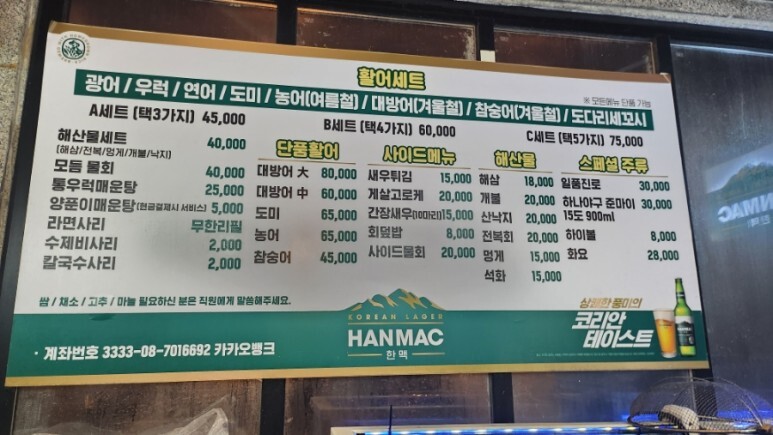 활어세트
광어 / 우럭 / 연어 / 도미 / 농어(여름철) / 대방어(겨울철) / 참숭어(겨울철) / 도다리세꼬시
※ 모든메뉴 단품 가능
A세트 (택3가지) 45,000
B세트 (택4가지) 60,000
C세트 (택5가지) 75,000
해산물세트 40,000
(해삼/전복/멍게/개불/낙지)
모듬 물회 40,000
통우럭매운탕 25,000
양푼이매운탕 (현금결제시 서비스) 5,000
라면사리 무한리필
수제비사리 2,000
칼국수사리 2,000
단품활어
대방어 大 80,000
대방어 中 60,000
도미 65,000
농어 65,000
참숭어 45,000
사이드메뉴
새우튀김 15,000
게살고로케 20,000
간장새우(10마리) 15,000
회덮밥 8,000
사이드물회 20,000
해산물
해삼 18,000
개불 20,000
산낙지 20,000
전복회 20,000
멍게 15,000
석화 15,000
스페셜 주류
일품진로 30,000
하나야구 준마이 30,000
15도 900ml
하이볼 8,000
화요 28,000
쌈 / 채소 / 고추 / 마늘 필요하신 분은 직원에게 말씀해주세요.
· 계좌번호 3333-08-7016692 카카오뱅크
KOREAN LAGER
HANMAC
한맥
상쾌한 풍미의
코리안
테이스트
HANMAC